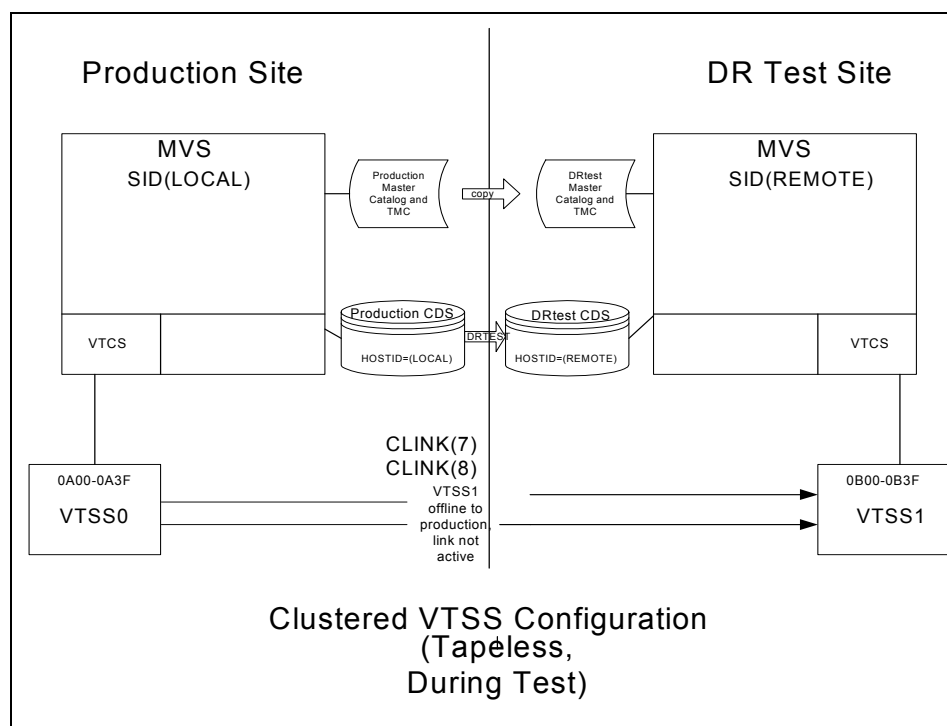 Production Site
DR Test Site
MVS
SID(LOCAL)
Production
Master
Catalog and
TMC
copy
DRtest
Master
Catalog and
TMC
MVS
SID(REMOTE)
VTCS
Production CDS
HOSTID=(LOCAL)
DRTEST
DRtest CDS
HOSTID=(REMOTE)
VTCS
CLINK(7)
CLINK(8)
VTSS1
offline to
production,
link not
active
0A00-0A3F
VTSS0
0B00-0B3F
VTSS1
Clustered VTSS Configuration
(Tapeless,
During Test)